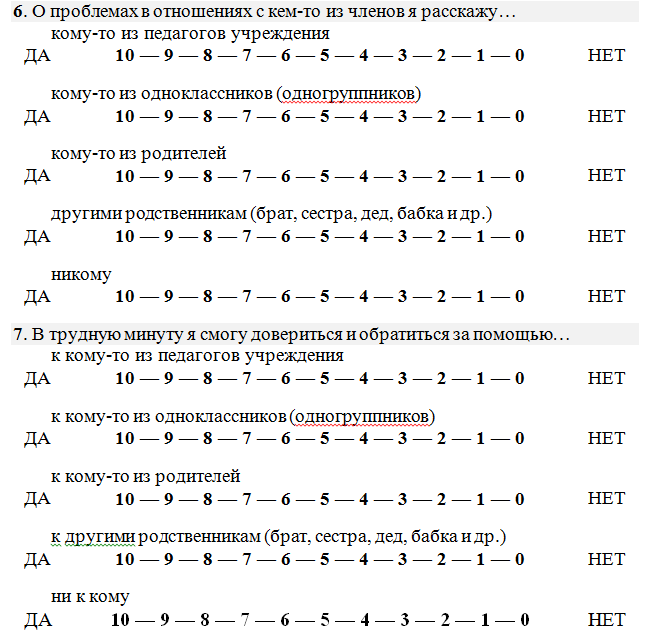 6. О проблемах в отношениях с кем-то из членов я расскажу…
кому-то из педагогов учреждения
ДА 10 — 9 — 8 — 7 — 6 — 5 — 4 — 3 — 2 — 1 — 0 НЕТ
кому-то из одноклассников (одногруппников)
ДА 10 — 9 — 8 — 7 — 6 — 5 — 4 — 3 — 2 — 1 — 0 НЕТ
кому-то из родителей
ДА 10 — 9 — 8 — 7 — 6 — 5 — 4 — 3 — 2 — 1 — 0 НЕТ
другими родственникам (брат, сестра, дед, бабка и др.)
ДА 10 — 9 — 8 — 7 — 6 — 5 — 4 — 3 — 2 — 1 — 0 НЕТ
никому
ДА 10 — 9 — 8 — 7 — 6 — 5 — 4 — 3 — 2 — 1 — 0 НЕТ
7. В трудную минуту я смогу довериться и обратиться за помощью…
к кому-то из педагогов учреждения
ДА 10 — 9 — 8 — 7 — 6 — 5 — 4 — 3 — 2 — 1 — 0 НЕТ
к кому-то из одноклассников (одногруппников)
ДА 10 — 9 — 8 — 7 — 6 — 5 — 4 — 3 — 2 — 1 — 0 НЕТ
к кому-то из родителей
ДА 10 — 9 — 8 — 7 — 6 — 5 — 4 — 3 — 2 — 1 — 0 НЕТ
к другими родственникам (брат, сестра, дед, бабка и др.)
ДА 10 — 9 — 8 — 7 — 6 — 5 — 4 — 3 — 2 — 1 — 0 НЕТ
ни к кому
ДА 10 — 9 — 8 — 7 — 6 — 5 — 4 — 3 — 2 — 1 — 0 НЕТ